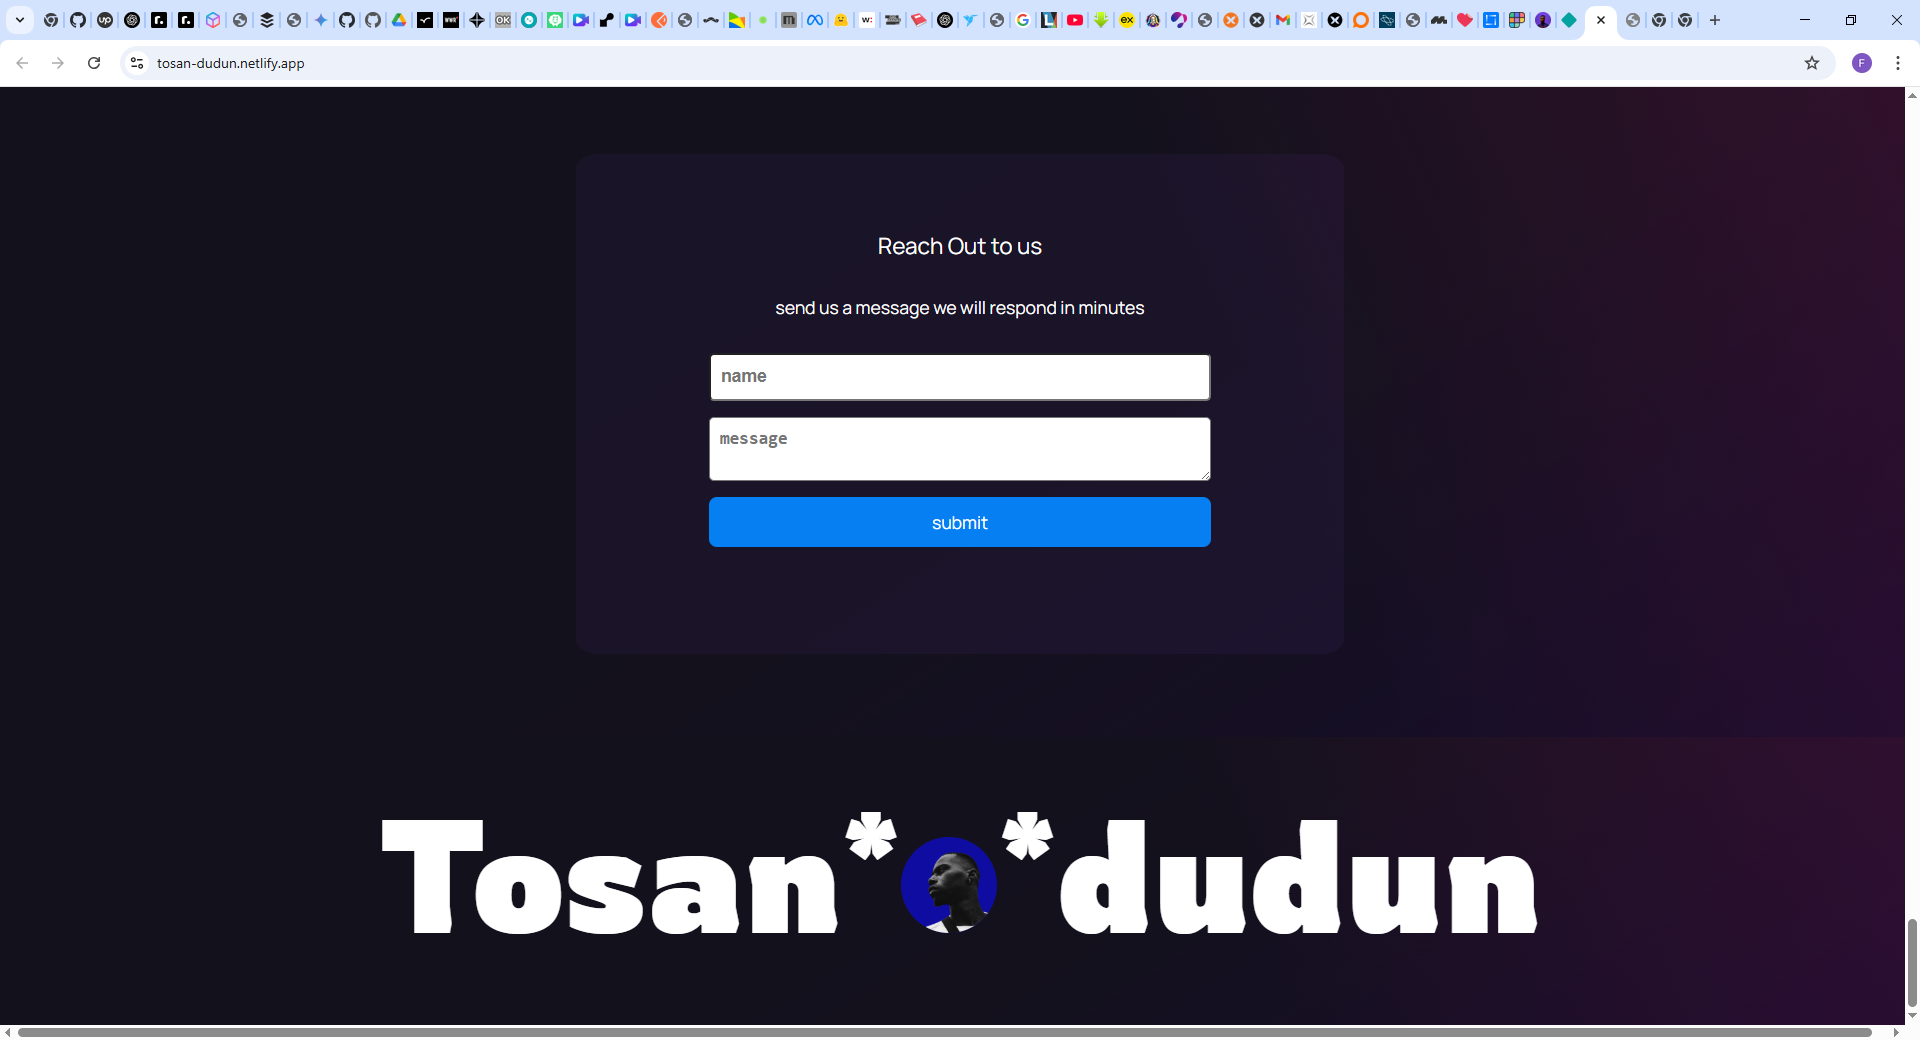 tosan-dudun.netlify.app
F
Reach Out to us
send us a message we will respond in minutes
name
message
submit
Tosan**dudun